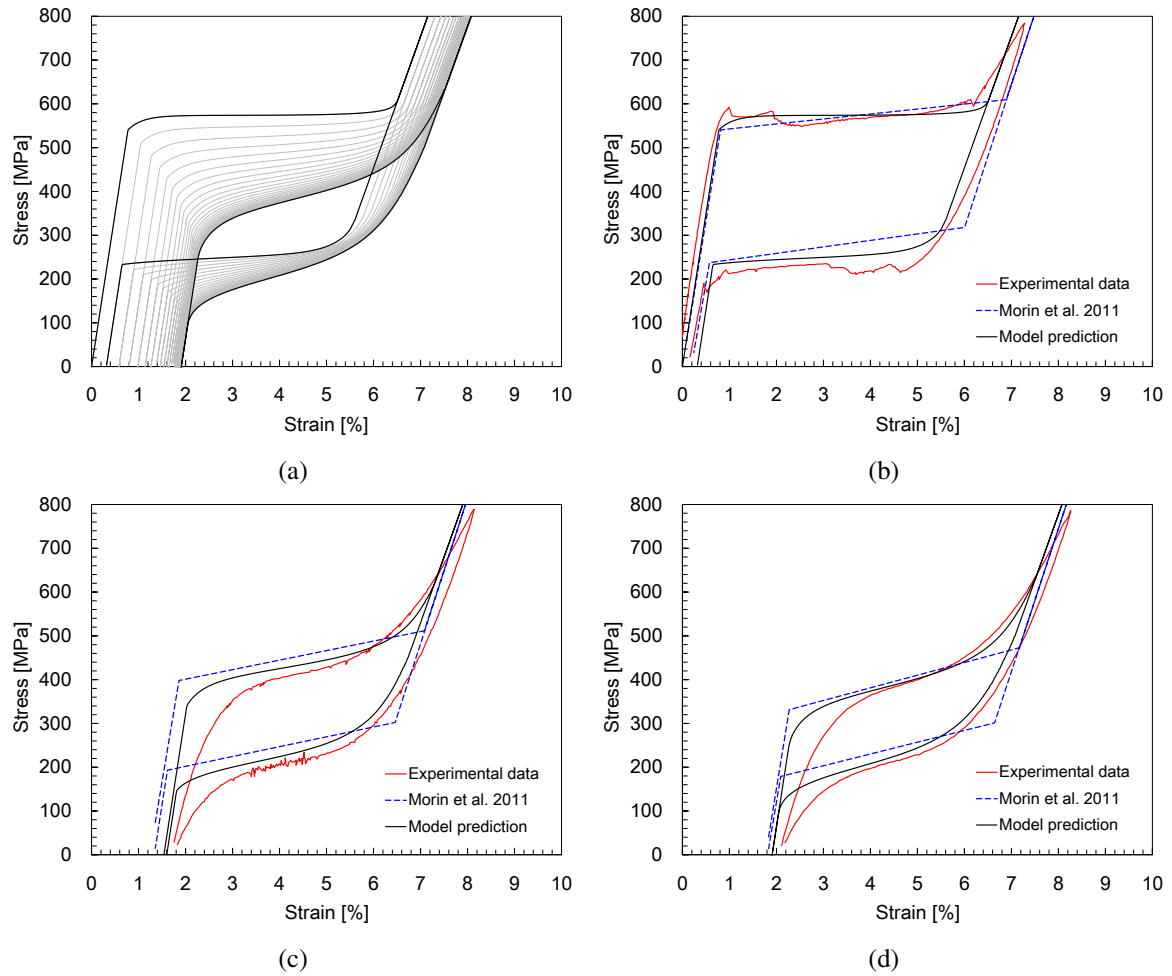 800
700
600
500
400
300
200
100
0
Stress [MPa]
0 1 2 3 4 5 6 7 8 9 10
Strain [%]
(a)
800
700
600
500
400
300
200
100
0
Stress [MPa]
Experimental data
Morin et al. 2011
Model prediction
0 1 2 3 4 5 6 7 8 9 10
Strain [%]
(b)
800
700
600
500
400
300
200
100
0
Stress [MPa]
Experimental data
Morin et al. 2011
Model prediction
0 1 2 3 4 5 6 7 8 9 10
Strain [%]
(c)
800
700
600
500
400
300
200
100
0
Stress [MPa]
Experimental data
Morin et al. 2011
Model prediction
0 1 2 3 4 5 6 7 8 9 10
Strain [%]
(d)